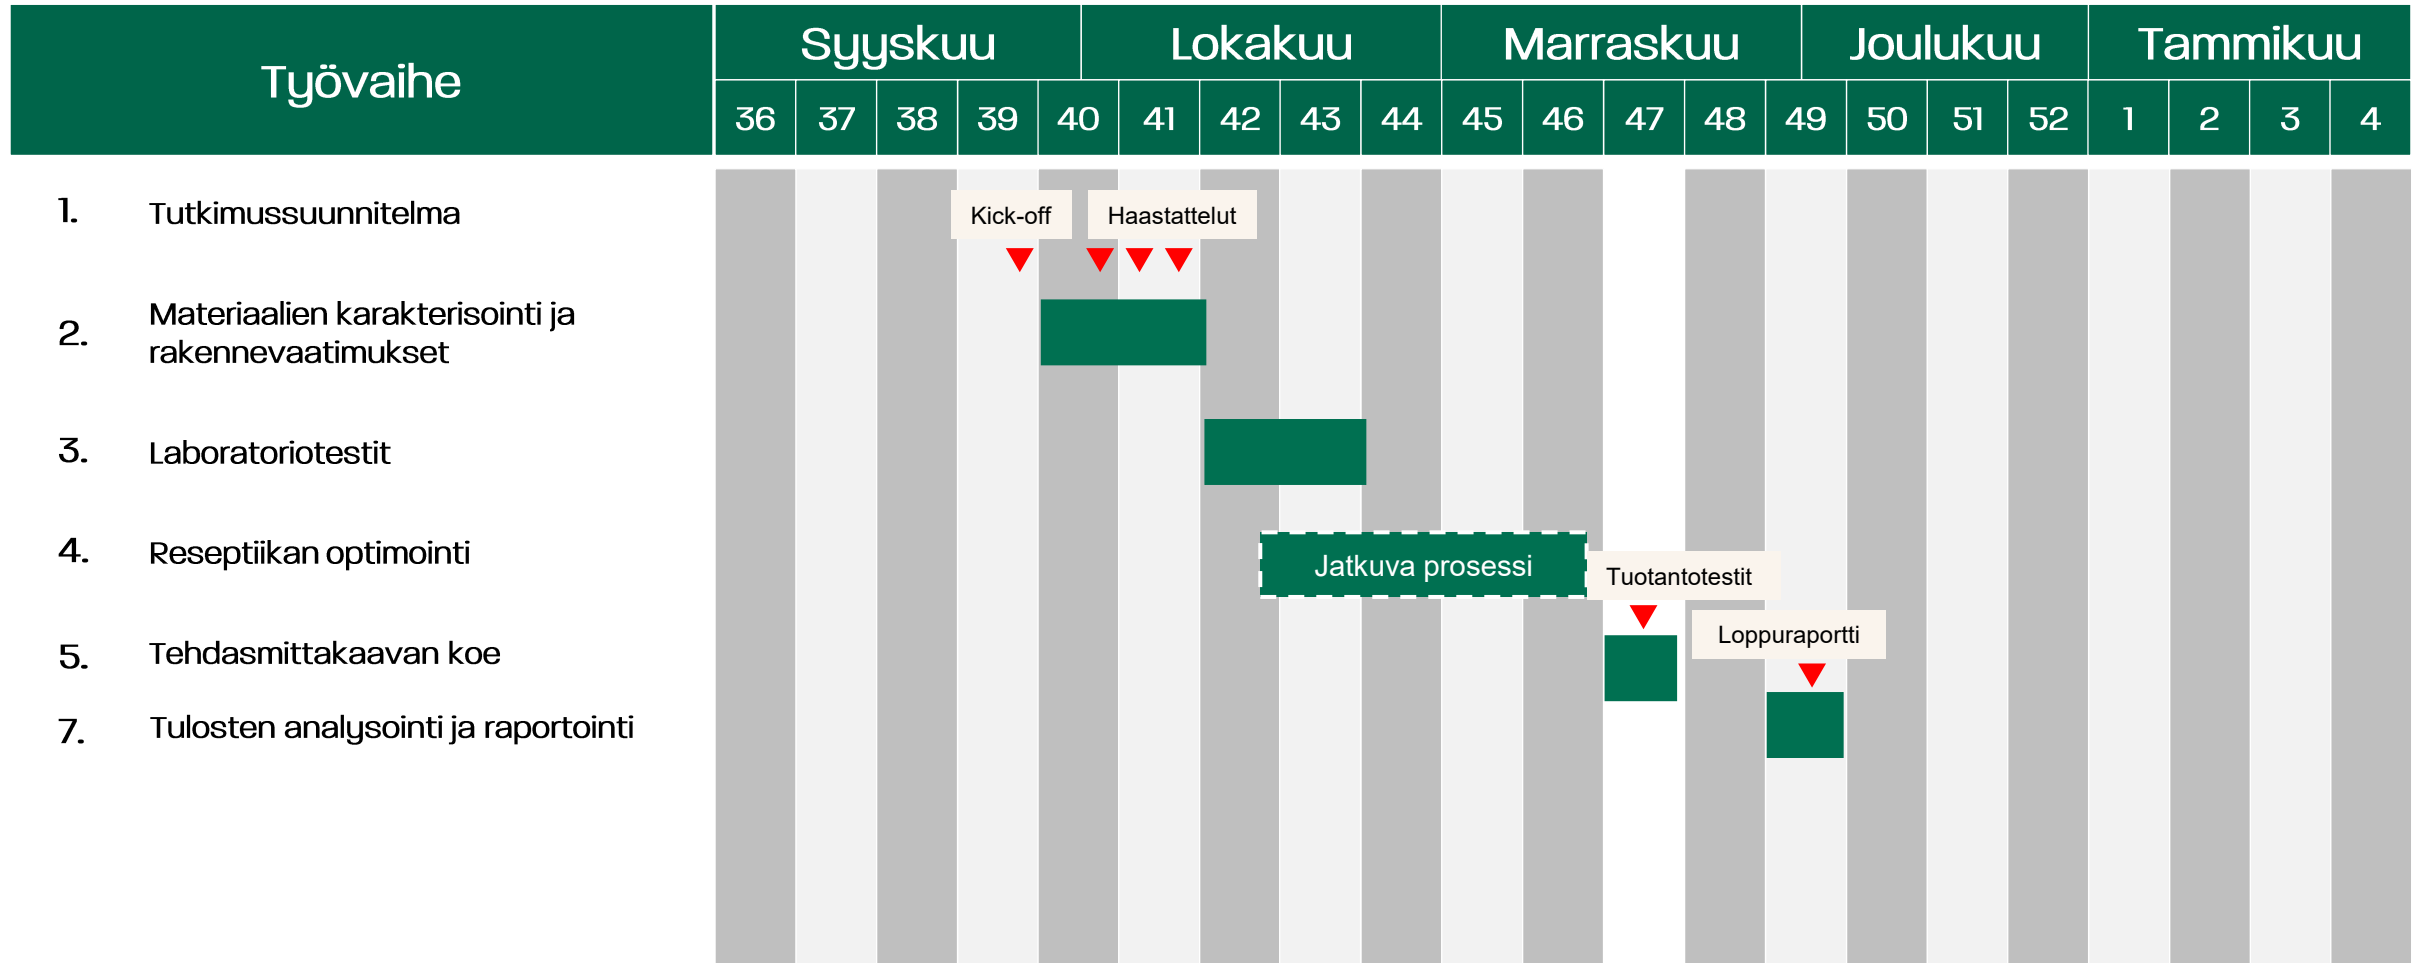 Työvaihe
Syyskuu Lokakuu Marraskuu Joulukuu Tammikuu
36 37 38 39 40 41 42 43 44 45 46 47 48 49 50 51 52 1 2 3 4
1. Tutkimussuunnitelma
Kick-off Haastattelut
2. Materiaalien karakterisointi ja
rakennevaatimukset
3. Laboratoriotestit
4. Reseptiikan optimointi
Jatkuva prosessi
Tuotantotestit
5. Tehdasmittakaavan koe
Loppuraportti
7. Tulosten analysointi ja raportointi